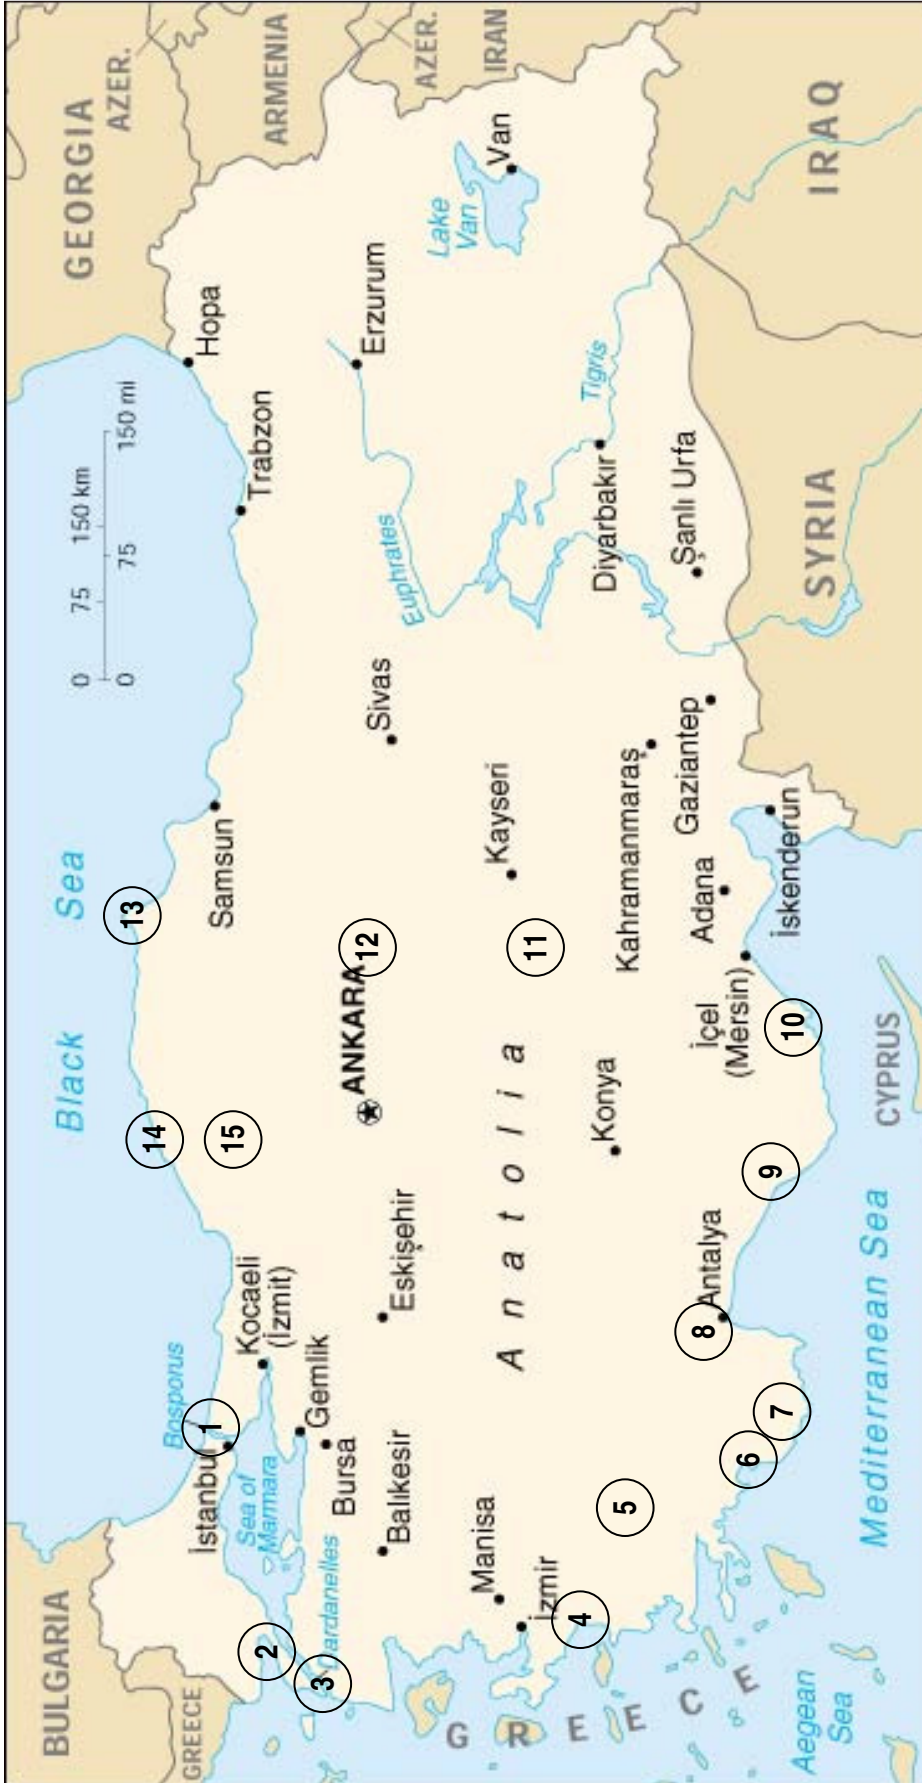 BULGARIA
GREECE
GEORGIA
AZER.
ARMENIA
AZER.
IRAN
IRAQ
SYRIA
CYPRUS
G R E E C E
Black Sea
Bosporus
Sea of
Marmara
Dardanelles
Aegean
Sea
Mediterranean Sea
0 75 150 km
0 75 150 mi
İstanbul
Kocaeli
(İzmit)
Gemlik
Bursa
Balıkesir
Eskişehir
Manisa
İzmir
ANKARA
Anatolia
Konya
Antalya
İçel
(Mersin)
Adana
İskenderun
Gaziantep
Kahramanmaraş
Kayseri
Sivas
Samsun
Trabzon
Hopa
Erzurum
Euphrates
Tigris
Diyarbakır
Şanlı Urfa
Lake
Van
Van
1
2
3
4
5
6
7
8
9
10
11
12
13
14
15